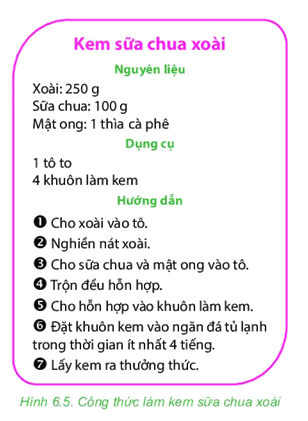 Kem sữa chua xoài
Nguyên liệu
Xoài: 250 g
Sữa chua: 100 g
Mật ong: 1 thìa cà phê
Dụng cụ
1 tô to
4 khuôn làm kem
Hướng dẫn
❶ Cho xoài vào tô.
❷ Nghiền nát xoài.
❸ Cho sữa chua và mật ong vào tô.
❹ Trộn đều hỗn hợp.
❺ Cho hỗn hợp vào khuôn làm kem.
❻ Đặt khuôn kem vào ngăn đá tủ lạnh
trong thời gian ít nhất 4 tiếng.
❼ Lấy kem ra thưởng thức.
Hình 6.5. Công thức làm kem sữa chua xoài